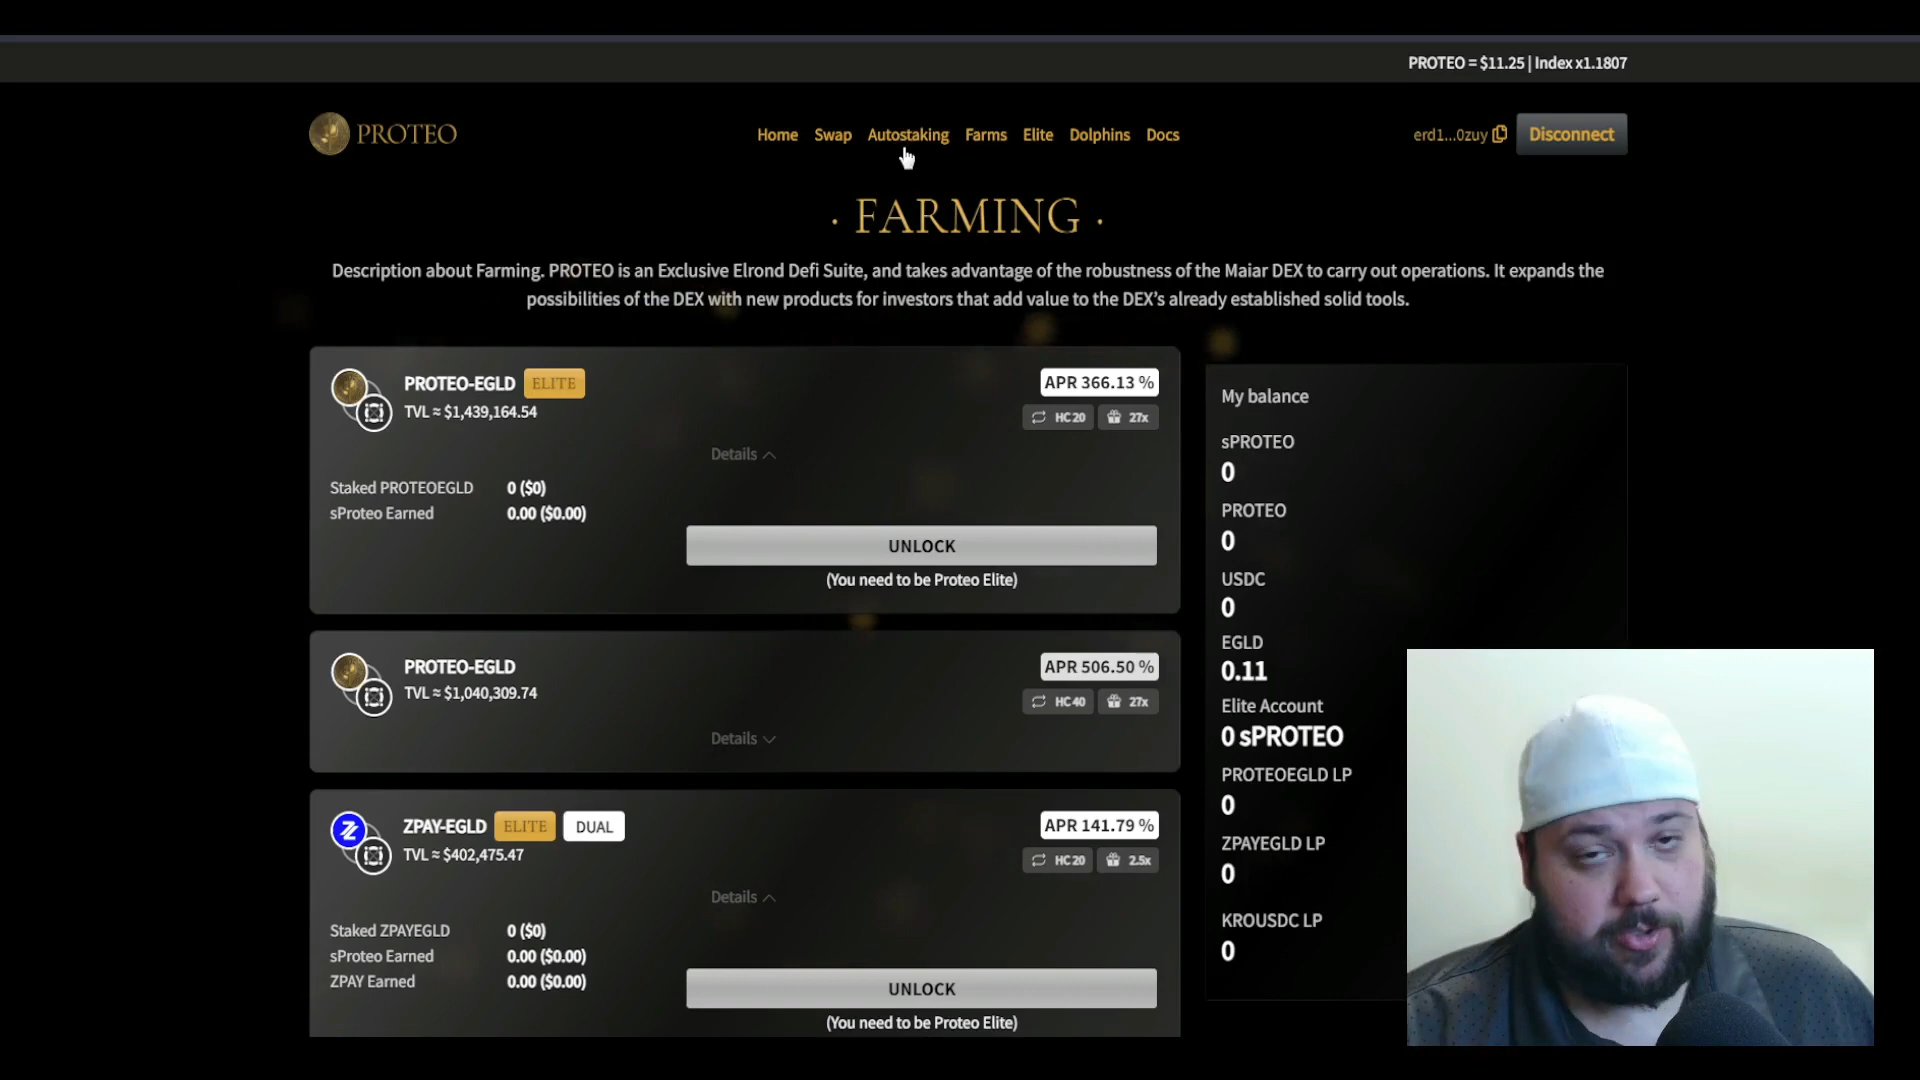 PROTEO = $11.25 | Index x1.1807
PROTEO
Home Swap Autostaking Farms Elite Dolphins Docs
erd1...0zuy
Disconnect
· FARMING ·
Description about Farming. PROTEO is an Exclusive Elrond Defi Suite, and takes advantage of the robustness of the Maiar DEX to carry out operations. It expands the
possibilities of the DEX with new products for investors that add value to the DEX's already established solid tools.
PROTEO-EGLD ELITE
TVL ≈ $1,439,164.54
APR 366.13 %
HC20 27x
Details
Staked PROTEOEGLD 0 ($0)
sProteo Earned 0.00 ($0.00)
UNLOCK
(You need to be Proteo Elite)
PROTEO-EGLD
TVL ≈ $1,040,309.74
APR 506.50 %
HC40 27x
Details
ZPAY-EGLD ELITE DUAL
TVL ≈ $402,475.47
APR 141.79 %
HC20 2.5x
Details
Staked ZPAYEGLD 0 ($0)
sProteo Earned 0.00 ($0.00)
ZPAY Earned 0.00 ($0.00)
UNLOCK
(You need to be Proteo Elite)
My balance
sPROTEO
0
PROTEO
0
USDC
0
EGLD
0.11
Elite Account
0 sPROTEO
PROTEOEGLD LP
0
ZPAYEGLD LP
0
KROUSDC LP
0